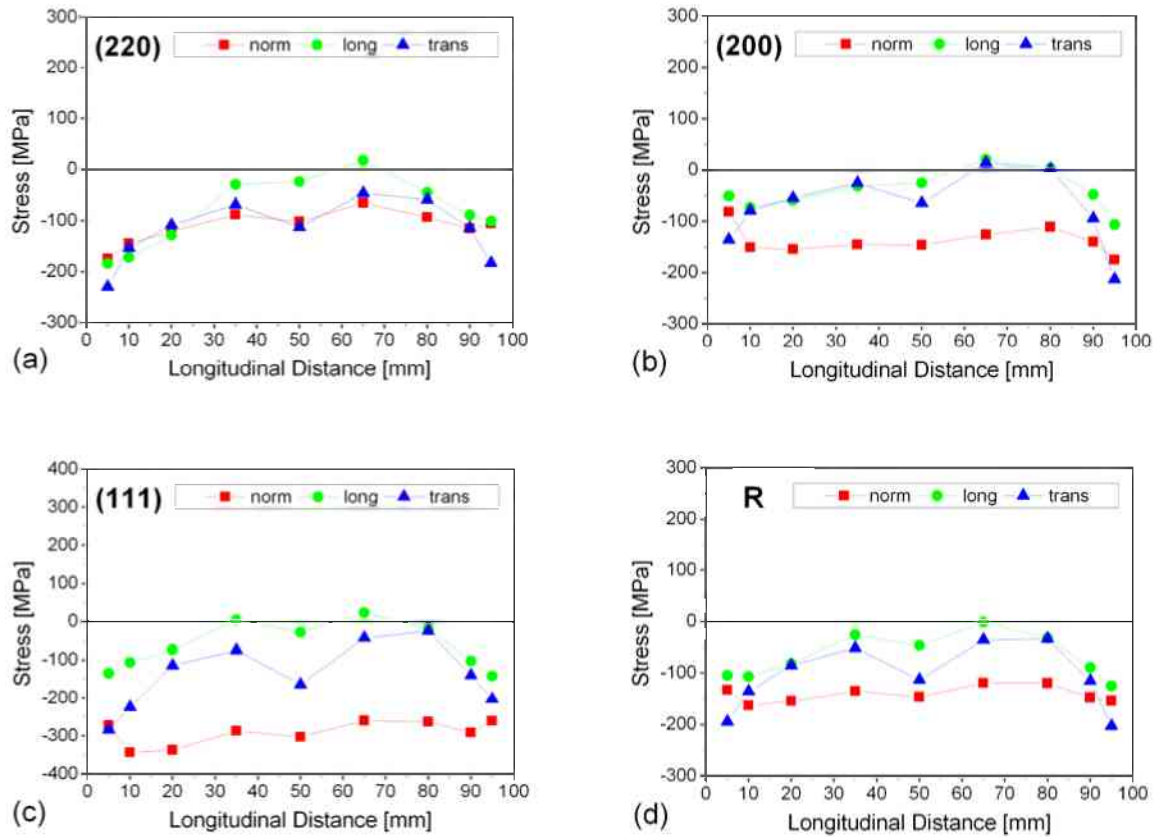 (220)
norm long trans
300
200
100
0
-100
-200
-300
Stress [MPa]
0 10 20 30 40 50 60 70 80 90 100
(a)
Longitudinal Distance [mm]
(200)
norm long trans
300
200
100
0
-100
-200
-300
Stress [MPa]
0 10 20 30 40 50 60 70 80 90 100
(b)
Longitudinal Distance [mm]
(111)
norm long trans
400
300
200
100
0
-100
-200
-300
-400
Stress [MPa]
0 10 20 30 40 50 60 70 80 90 100
(c)
Longitudinal Distance [mm]
R
norm long trans
300
200
100
0
-100
-200
-300
Stress [MPa]
0 10 20 30 40 50 60 70 80 90 100
(d)
Longitudinal Distance [mm]